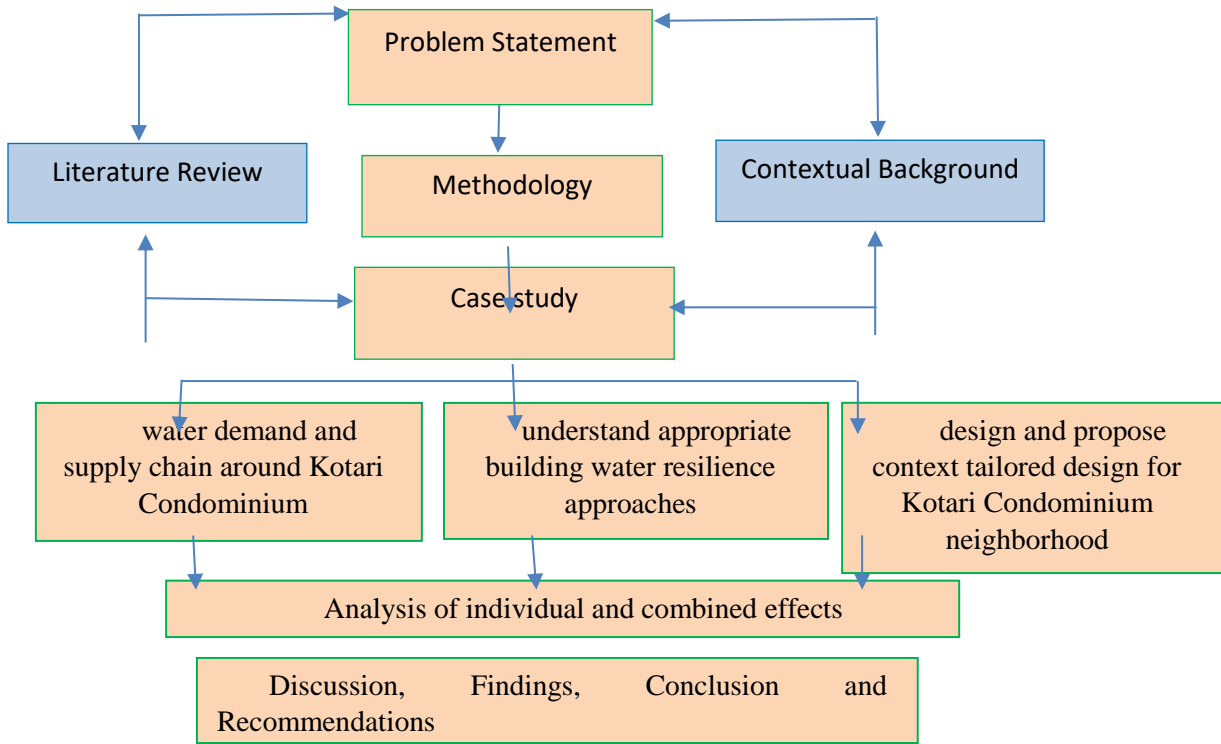 Problem Statement
Literature Review
Methodology
Contextual Background
Case study
water demand and
supply chain around Kotari
Condominium
understand appropriate
building water resilience
approaches
design and propose
context tailored design for
Kotari Condominium
neighborhood
Analysis of individual and combined effects
Discussion, Findings, Conclusion and
Recommendations